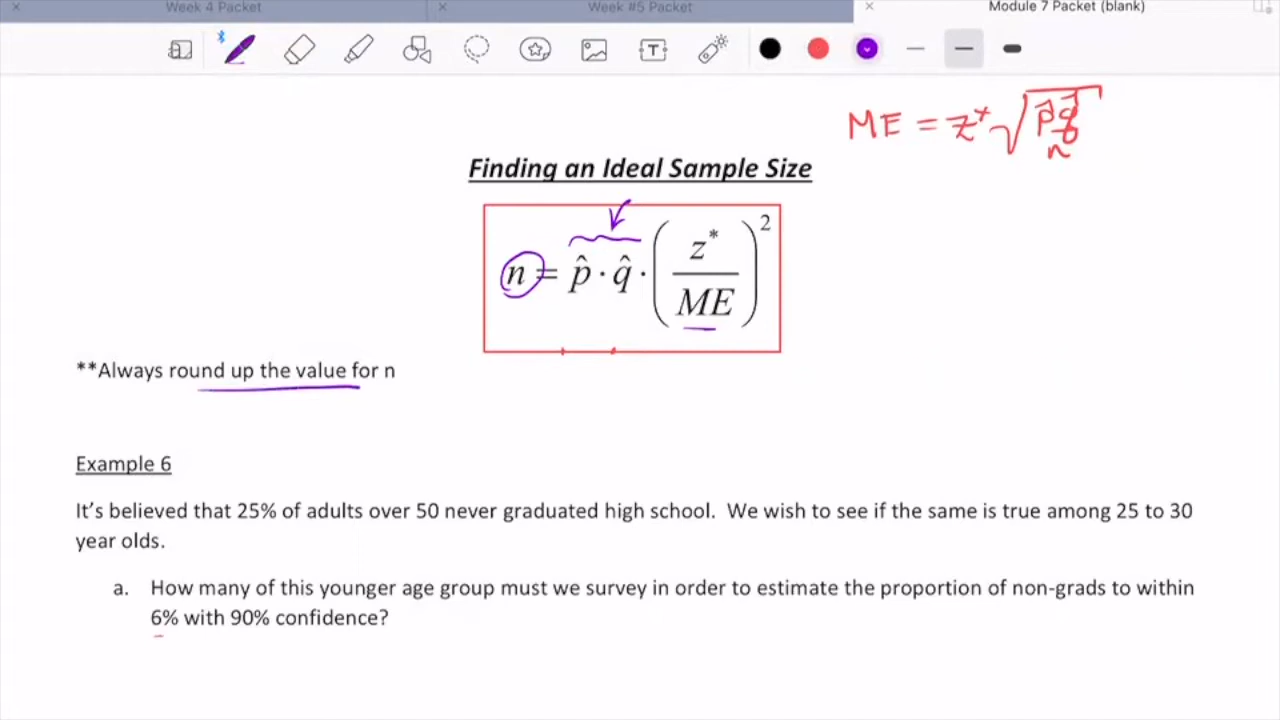 Week 4 Packet
Week #5 Packet
Module 7 Packet (blank)
ME = z* √(p̂q̂/n)
Finding an Ideal Sample Size
n = p̂ · q̂ · (z*/ME)²
**Always round up the value for n
Example 6
It's believed that 25% of adults over 50 never graduated high school. We wish to see if the same is true among 25 to 30
year olds.
a. How many of this younger age group must we survey in order to estimate the proportion of non-grads to within
6% with 90% confidence?